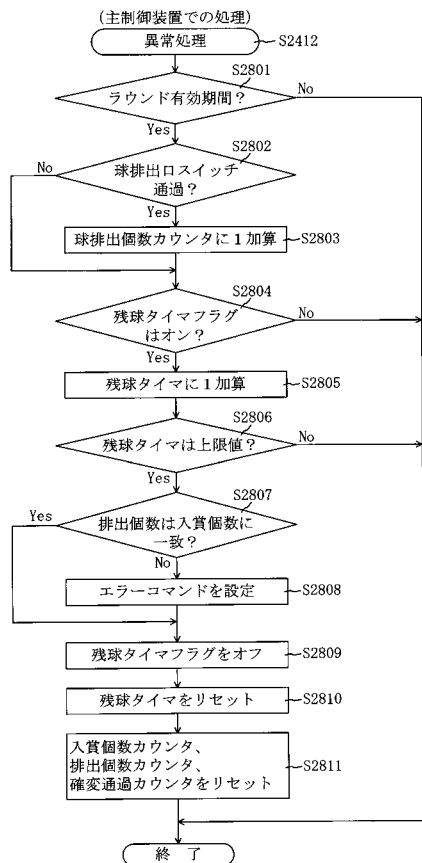 (主制御装置での処理)
異常処理
S2412
S2801
ラウンド有効期間?
No
Yes
S2802
球排出口スイッチ
通過?
No
Yes
球排出個数カウンタに1加算
S2803
S2804
残球タイマフラグ
はオン?
No
Yes
残球タイマに1加算
S2805
S2806
残球タイマは上限値?
No
Yes
S2807
排出個数は入賞個数に
一致?
Yes
No
エラーコマンドを設定
S2808
残球タイマフラグをオフ
S2809
残球タイマをリセット
S2810
入賞個数カウンタ、
排出個数カウンタ、
確変通過カウンタをリセット
S2811
終了